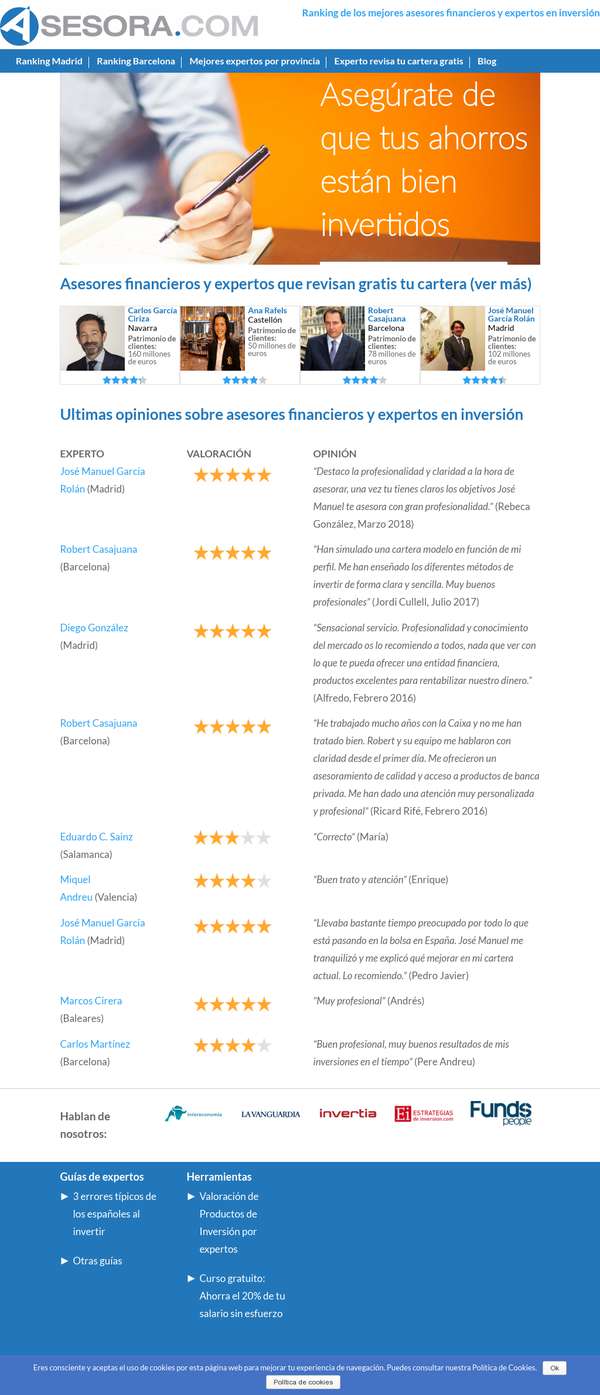 ASESORA.COM
Ranking de los mejores asesores financieros y expertos en inversión
Ranking Madrid
Ranking Barcelona
Mejores expertos por provincia
Experto revisa tu cartera gratis
Blog
Asegúrate de
que tus ahorros
están bien
invertidos
Asesores financieros y expertos que revisan gratis tu cartera (ver más)
Carlos García
Ciriza
Navarra
Patrimonio de
clientes:
160 millones
de euros
Ana Rafels
Castellón
Patrimonio de
clientes:
50 millones de
euros
Robert
Casajuana
Barcelona
Patrimonio de
clientes:
78 millones de
euros
José Manuel
García Rolán
Madrid
Patrimonio de
clientes:
102 millones
de euros
Ultimas opiniones sobre asesores financieros y expertos en inversión
EXPERTO VALORACIÓN OPINIÓN
José Manuel García
Rolán (Madrid)
"Destaco la profesionalidad y claridad a la hora de
asesorar, una vez tu tienes claros los objetivos José
Manuel te asesora con gran profesionalidad." (Rebeca
González, Marzo 2018)
Robert Casajuana
(Barcelona)
"Han simulado una cartera modelo en función de mi
perfil. Me han enseñado los diferentes métodos de
invertir de forma clara y sencilla. Muy buenos
profesionales" (Jordi Cullell, Julio 2017)
Diego González
(Madrid)
"Sensacional servicio. Profesionalidad y conocimiento
del mercado os lo recomiendo a todos, nada que ver con
lo que te pueda ofrecer una entidad financiera,
productos excelentes para rentabilizar nuestro dinero."
(Alfredo, Febrero 2016)
Robert Casajuana
(Barcelona)
"He trabajado mucho años con la Caixa y no me han
tratado bien. Robert y su equipo me hablaron con
claridad desde el primer día. Me ofrecieron un
asesoramiento de calidad y acceso a productos de banca
privada. Me han dado una atención muy personalizada
y profesional" (Ricard Rifé, Febrero 2016)
Eduardo C. Sainz
(Salamanca)
"Correcto" (María)
Miquel
Andreu (Valencia)
"Buen trato y atención" (Enrique)
José Manuel García
Rolán (Madrid)
"Llevaba bastante tiempo preocupado por todo lo que
está pasando en la bolsa en España. José Manuel me
tranquilizó y me explicó qué mejorar en mi cartera
actual. Lo recomiendo." (Pedro Javier)
Marcos Cirera
(Baleares)
"Muy profesional" (Andrés)
Carlos Martínez
(Barcelona)
"Buen profesional, muy buenos resultados de mis
inversiones en el tiempo" (Pere Andreu)
Hablan de
nosotros:
intereconomía
LA VANGUARDIA
invertia
Ei ESTRATEGIAS
de inversion.com
Funds
people
Guías de expertos
► 3 errores típicos de
los españoles al
invertir
► Otras guías
Herramientas
► Valoración de
Productos de
Inversión por
expertos
► Curso gratuito:
Ahorra el 20% de tu
salario sin esfuerzo
Eres consciente y aceptas el uso de cookies por esta página web para mejorar tu experiencia de navegación. Puedes consultar nuestra Política de Cookies.
Ok
Política de cookies